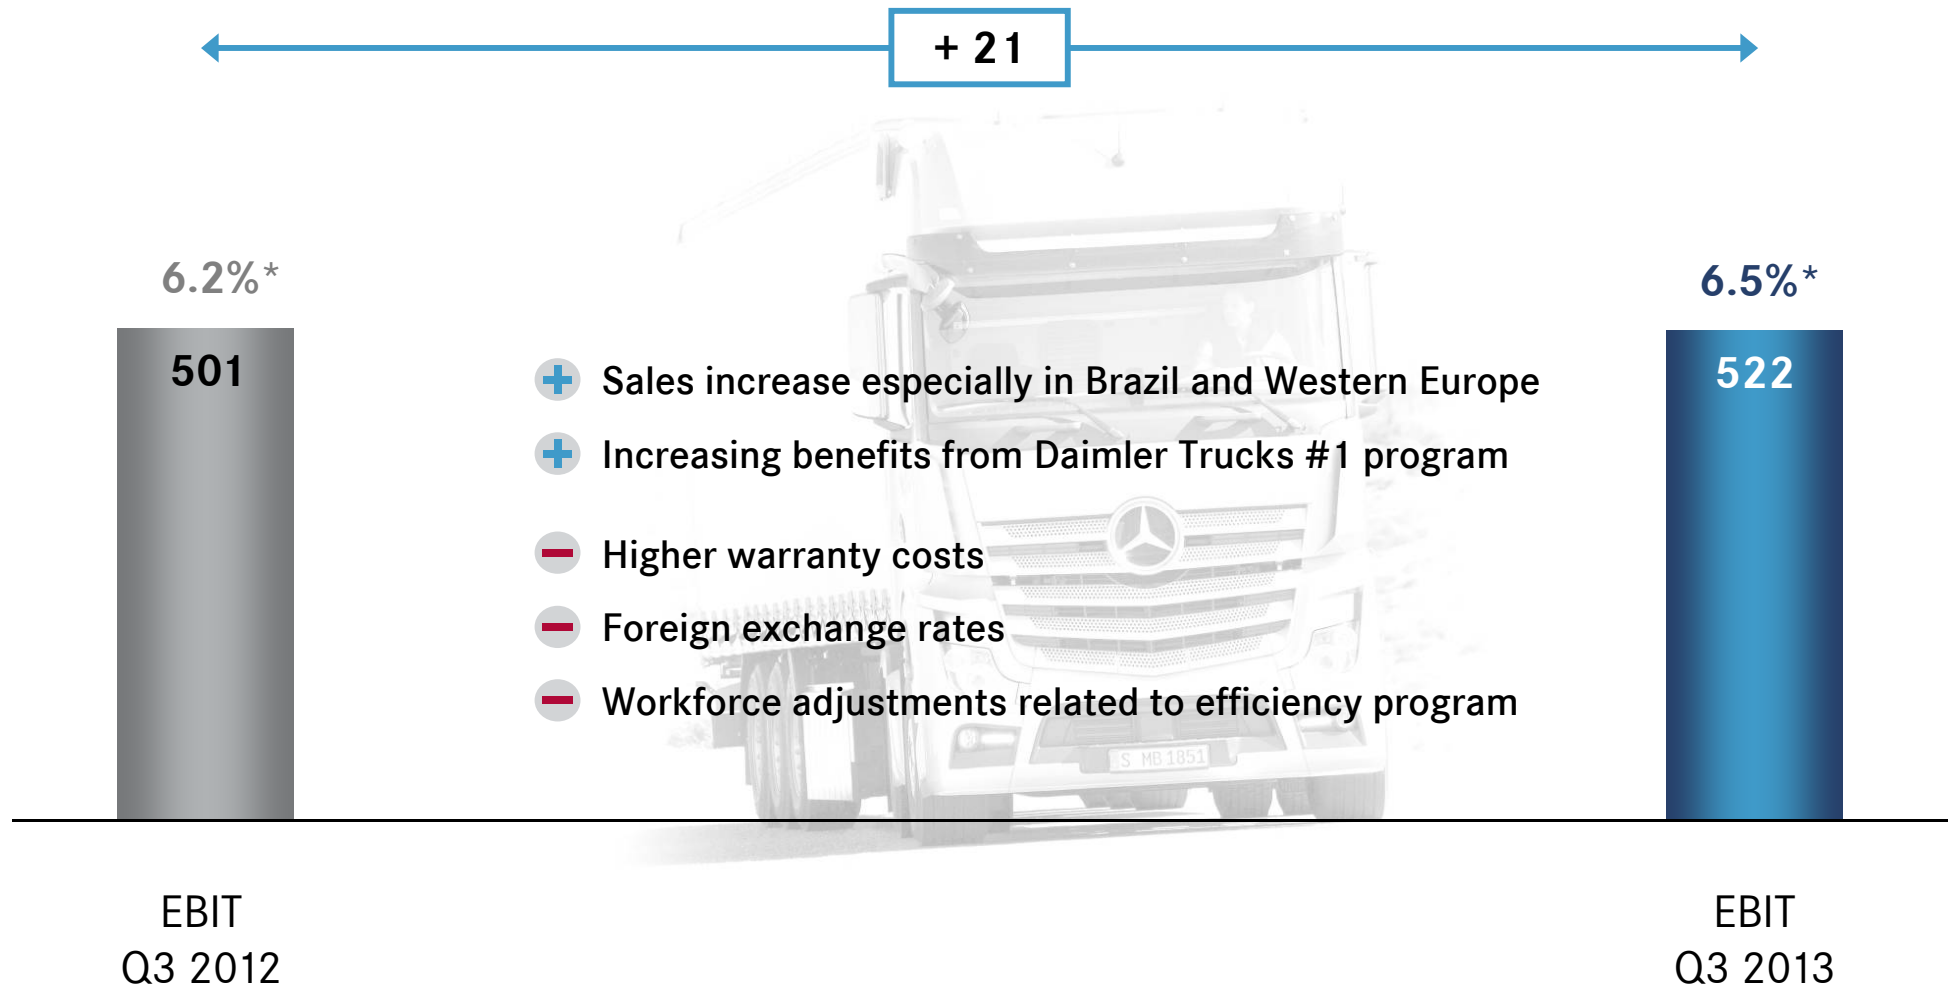 + 21
6.2%*
6.5%*
501
522
Sales increase especially in Brazil and Western Europe
Increasing benefits from Daimler Trucks #1 program
Higher warranty costs
Foreign exchange rates
Workforce adjustments related to efficiency program
S MB 1851
EBIT
Q3 2012
EBIT
Q3 2013